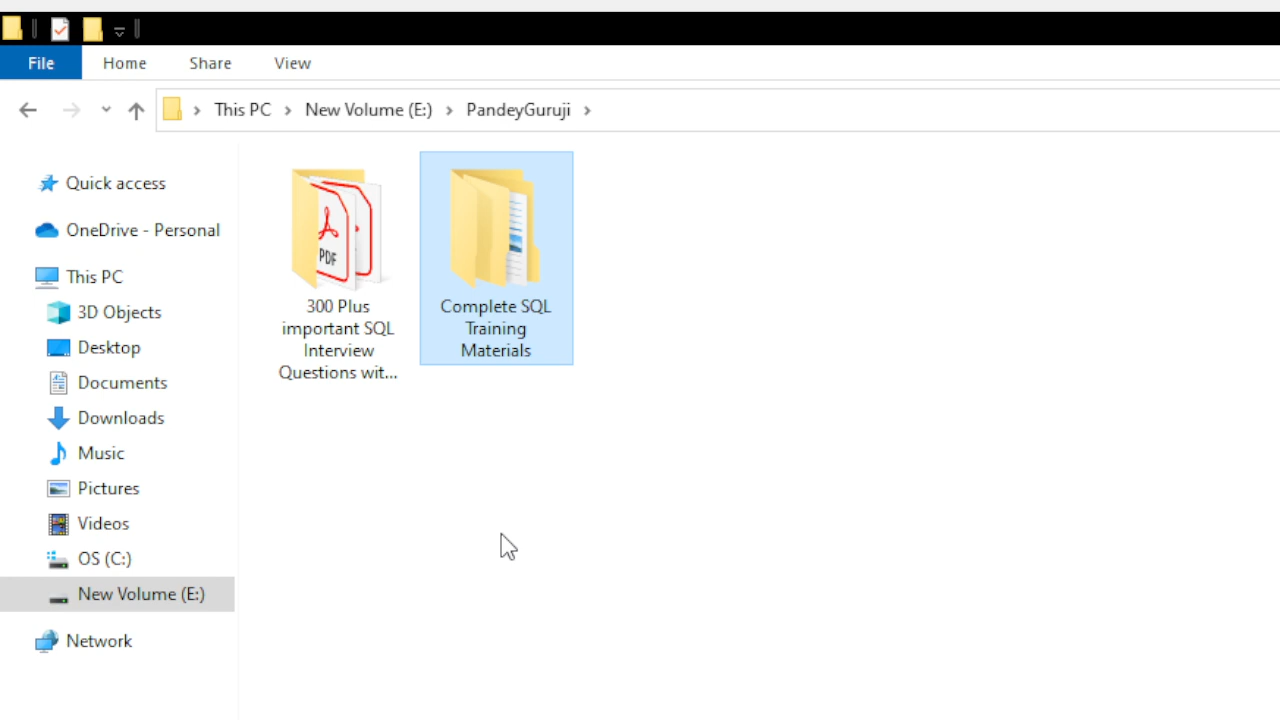 File
Home
Share
View
This PC
New Volume (E:)
PandeyGuruji
Quick access
OneDrive - Personal
This PC
3D Objects
Desktop
Documents
Downloads
Music
Pictures
Videos
OS (C:)
New Volume (E:)
Network
PDF
300 Plus
important SQL
Interview
Questions wit...
Complete SQL
Training
Materials